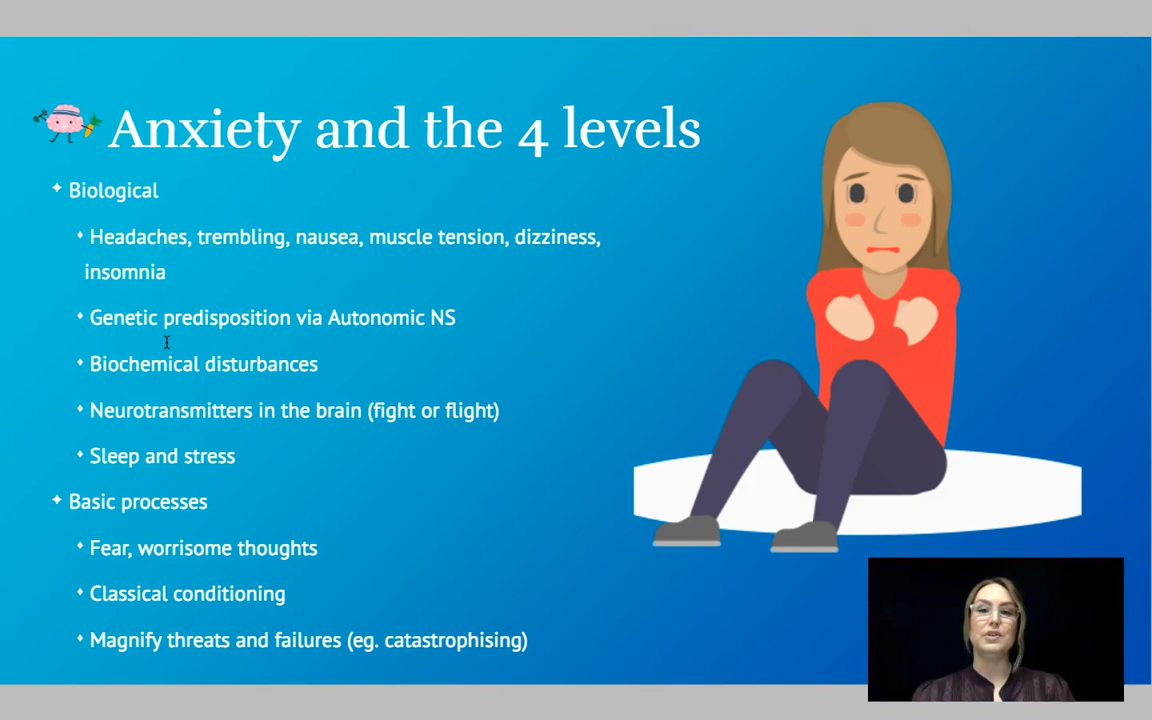 Anxiety and the 4 levels
Biological
Headaches, trembling, nausea, muscle tension, dizziness,
insomnia
Genetic predisposition via Autonomic NS
Biochemical disturbances
Neurotransmitters in the brain (fight or flight)
Sleep and stress
Basic processes
Fear, worrisome thoughts
Classical conditioning
Magnify threats and failures (eg. catastrophising)